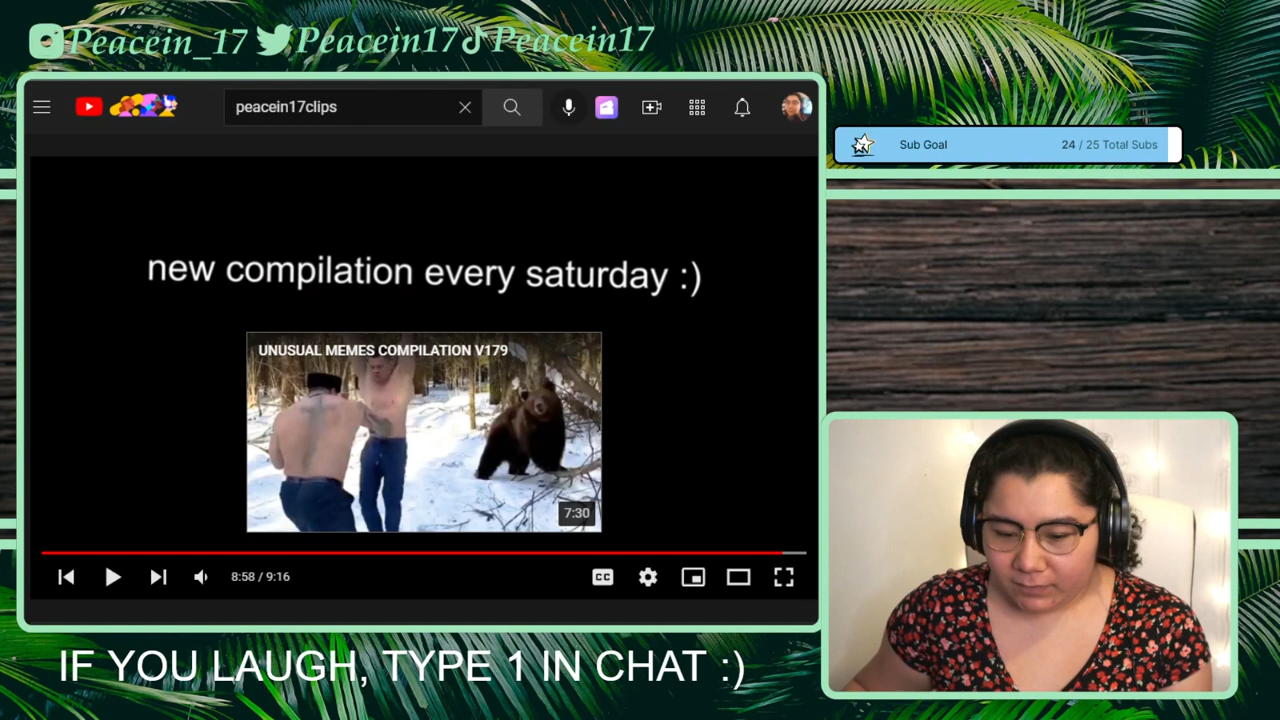 Peacein_17 Peacein17 Peacein17
peacein17clips
Sub Goal 24 / 25 Total Subs
new compilation every saturday :)
UNUSUAL MEMES COMPILATION V179
7:30
8:58 / 9:16
CC
IF YOU LAUGH, TYPE 1 IN CHAT :)